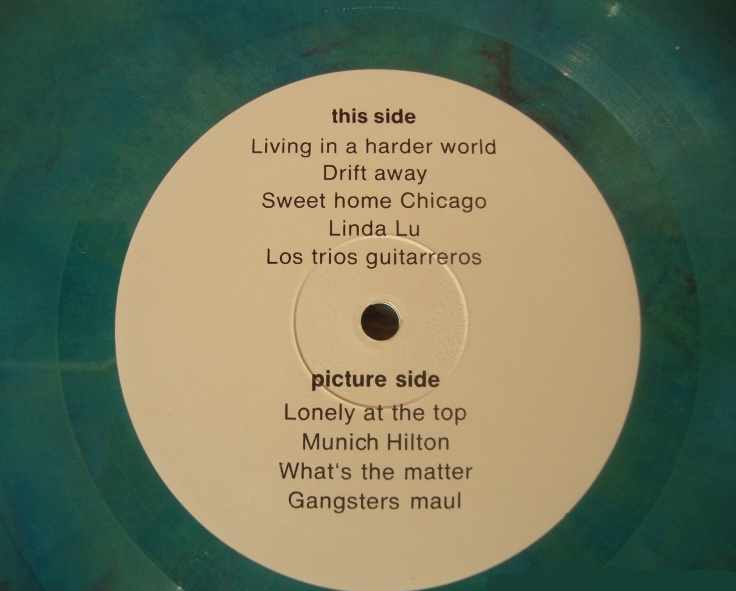 this side
Living in a harder world
Drift away
Sweet home Chicago
Linda Lu
Los trios guitarreros
picture side
Lonely at the top
Munich Hilton
What's the matter
Gangsters maul